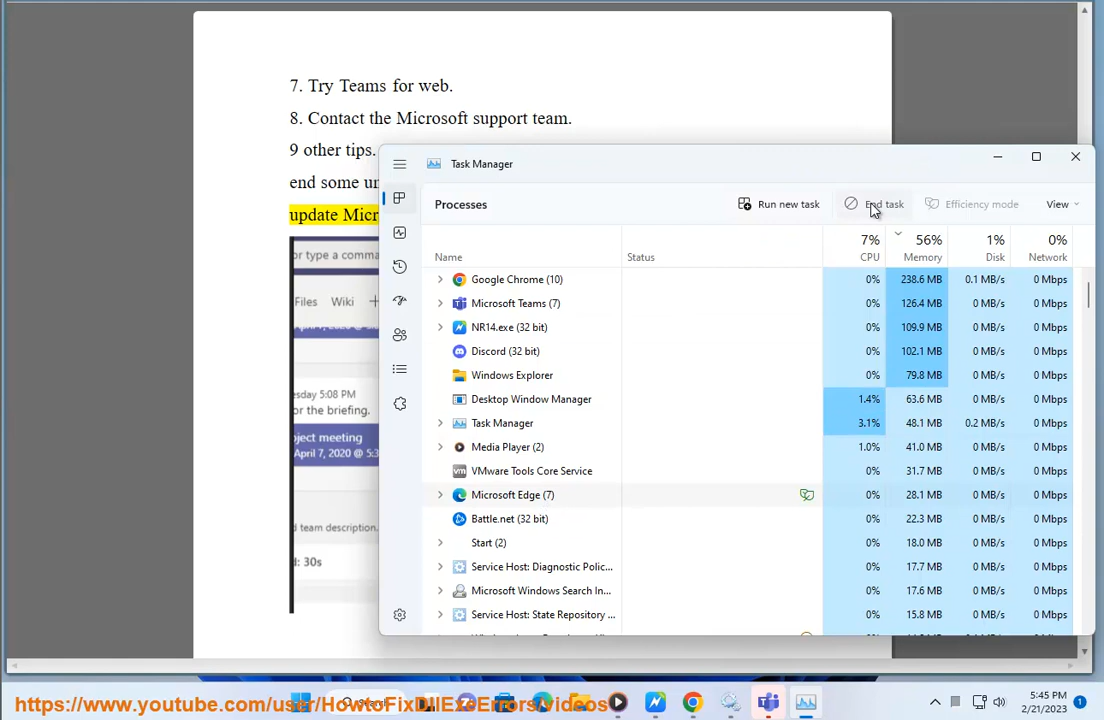 7. Try Teams for web.
8. Contact the Microsoft support team.
9 other tips.
end some un
update Micr
or type a comma
Files Wiki +
esday 5:08 PM
or the briefing.
oject meeting
April 7, 2020 @ 5:3
nd team description.
d: 30s
Task Manager
Processes
Run new task
End task
Efficiency mode
View
7% 56% 1% 0%
Name Status CPU Memory Disk Network
Google Chrome (10) 0% 238.6 MB 0.1 MB/s 0 Mbps
Microsoft Teams (7) 0% 126.4 MB 0 MB/s 0 Mbps
NR14.exe (32 bit) 0% 109.9 MB 0 MB/s 0 Mbps
Discord (32 bit) 0% 102.1 MB 0 MB/s 0 Mbps
Windows Explorer 0% 79.8 MB 0 MB/s 0 Mbps
Desktop Window Manager 1.4% 63.6 MB 0 MB/s 0 Mbps
Task Manager 3.1% 48.1 MB 0.2 MB/s 0 Mbps
Media Player (2) 1.0% 41.0 MB 0 MB/s 0 Mbps
VMware Tools Core Service 0% 31.7 MB 0 MB/s 0 Mbps
Microsoft Edge (7) 0% 28.1 MB 0 MB/s 0 Mbps
Battle.net (32 bit) 0% 22.3 MB 0 MB/s 0 Mbps
Start (2) 0% 18.0 MB 0 MB/s 0 Mbps
Service Host: Diagnostic Polic... 0% 17.7 MB 0 MB/s 0 Mbps
Microsoft Windows Search In... 0% 17.6 MB 0 MB/s 0 Mbps
Service Host: State Repository ... 0% 15.8 MB 0 MB/s 0 Mbps
https://www.youtube.com/user/HowtoFixDllExeErrors/videos
5:45 PM
2/21/2023
1